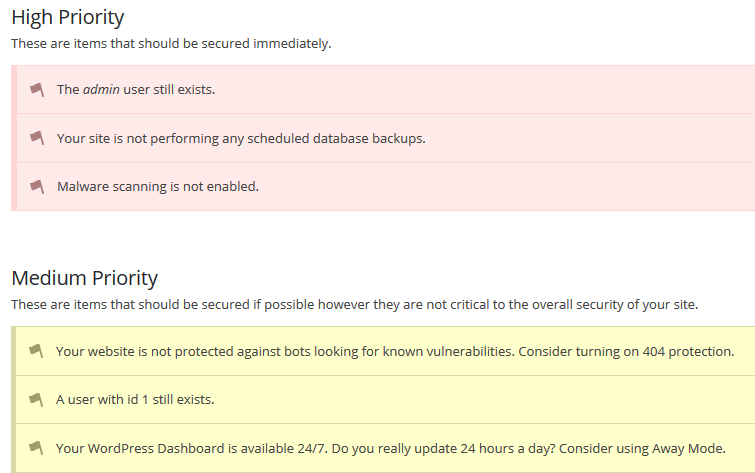 High Priority
These are items that should be secured immediately.
The admin user still exists.
Your site is not performing any scheduled database backups.
Malware scanning is not enabled.
Medium Priority
These are items that should be secured if possible however they are not critical to the overall security of your site.
Your website is not protected against bots looking for known vulnerabilities. Consider turning on 404 protection.
A user with id 1 still exists.
Your WordPress Dashboard is available 24/7. Do you really update 24 hours a day? Consider using Away Mode.